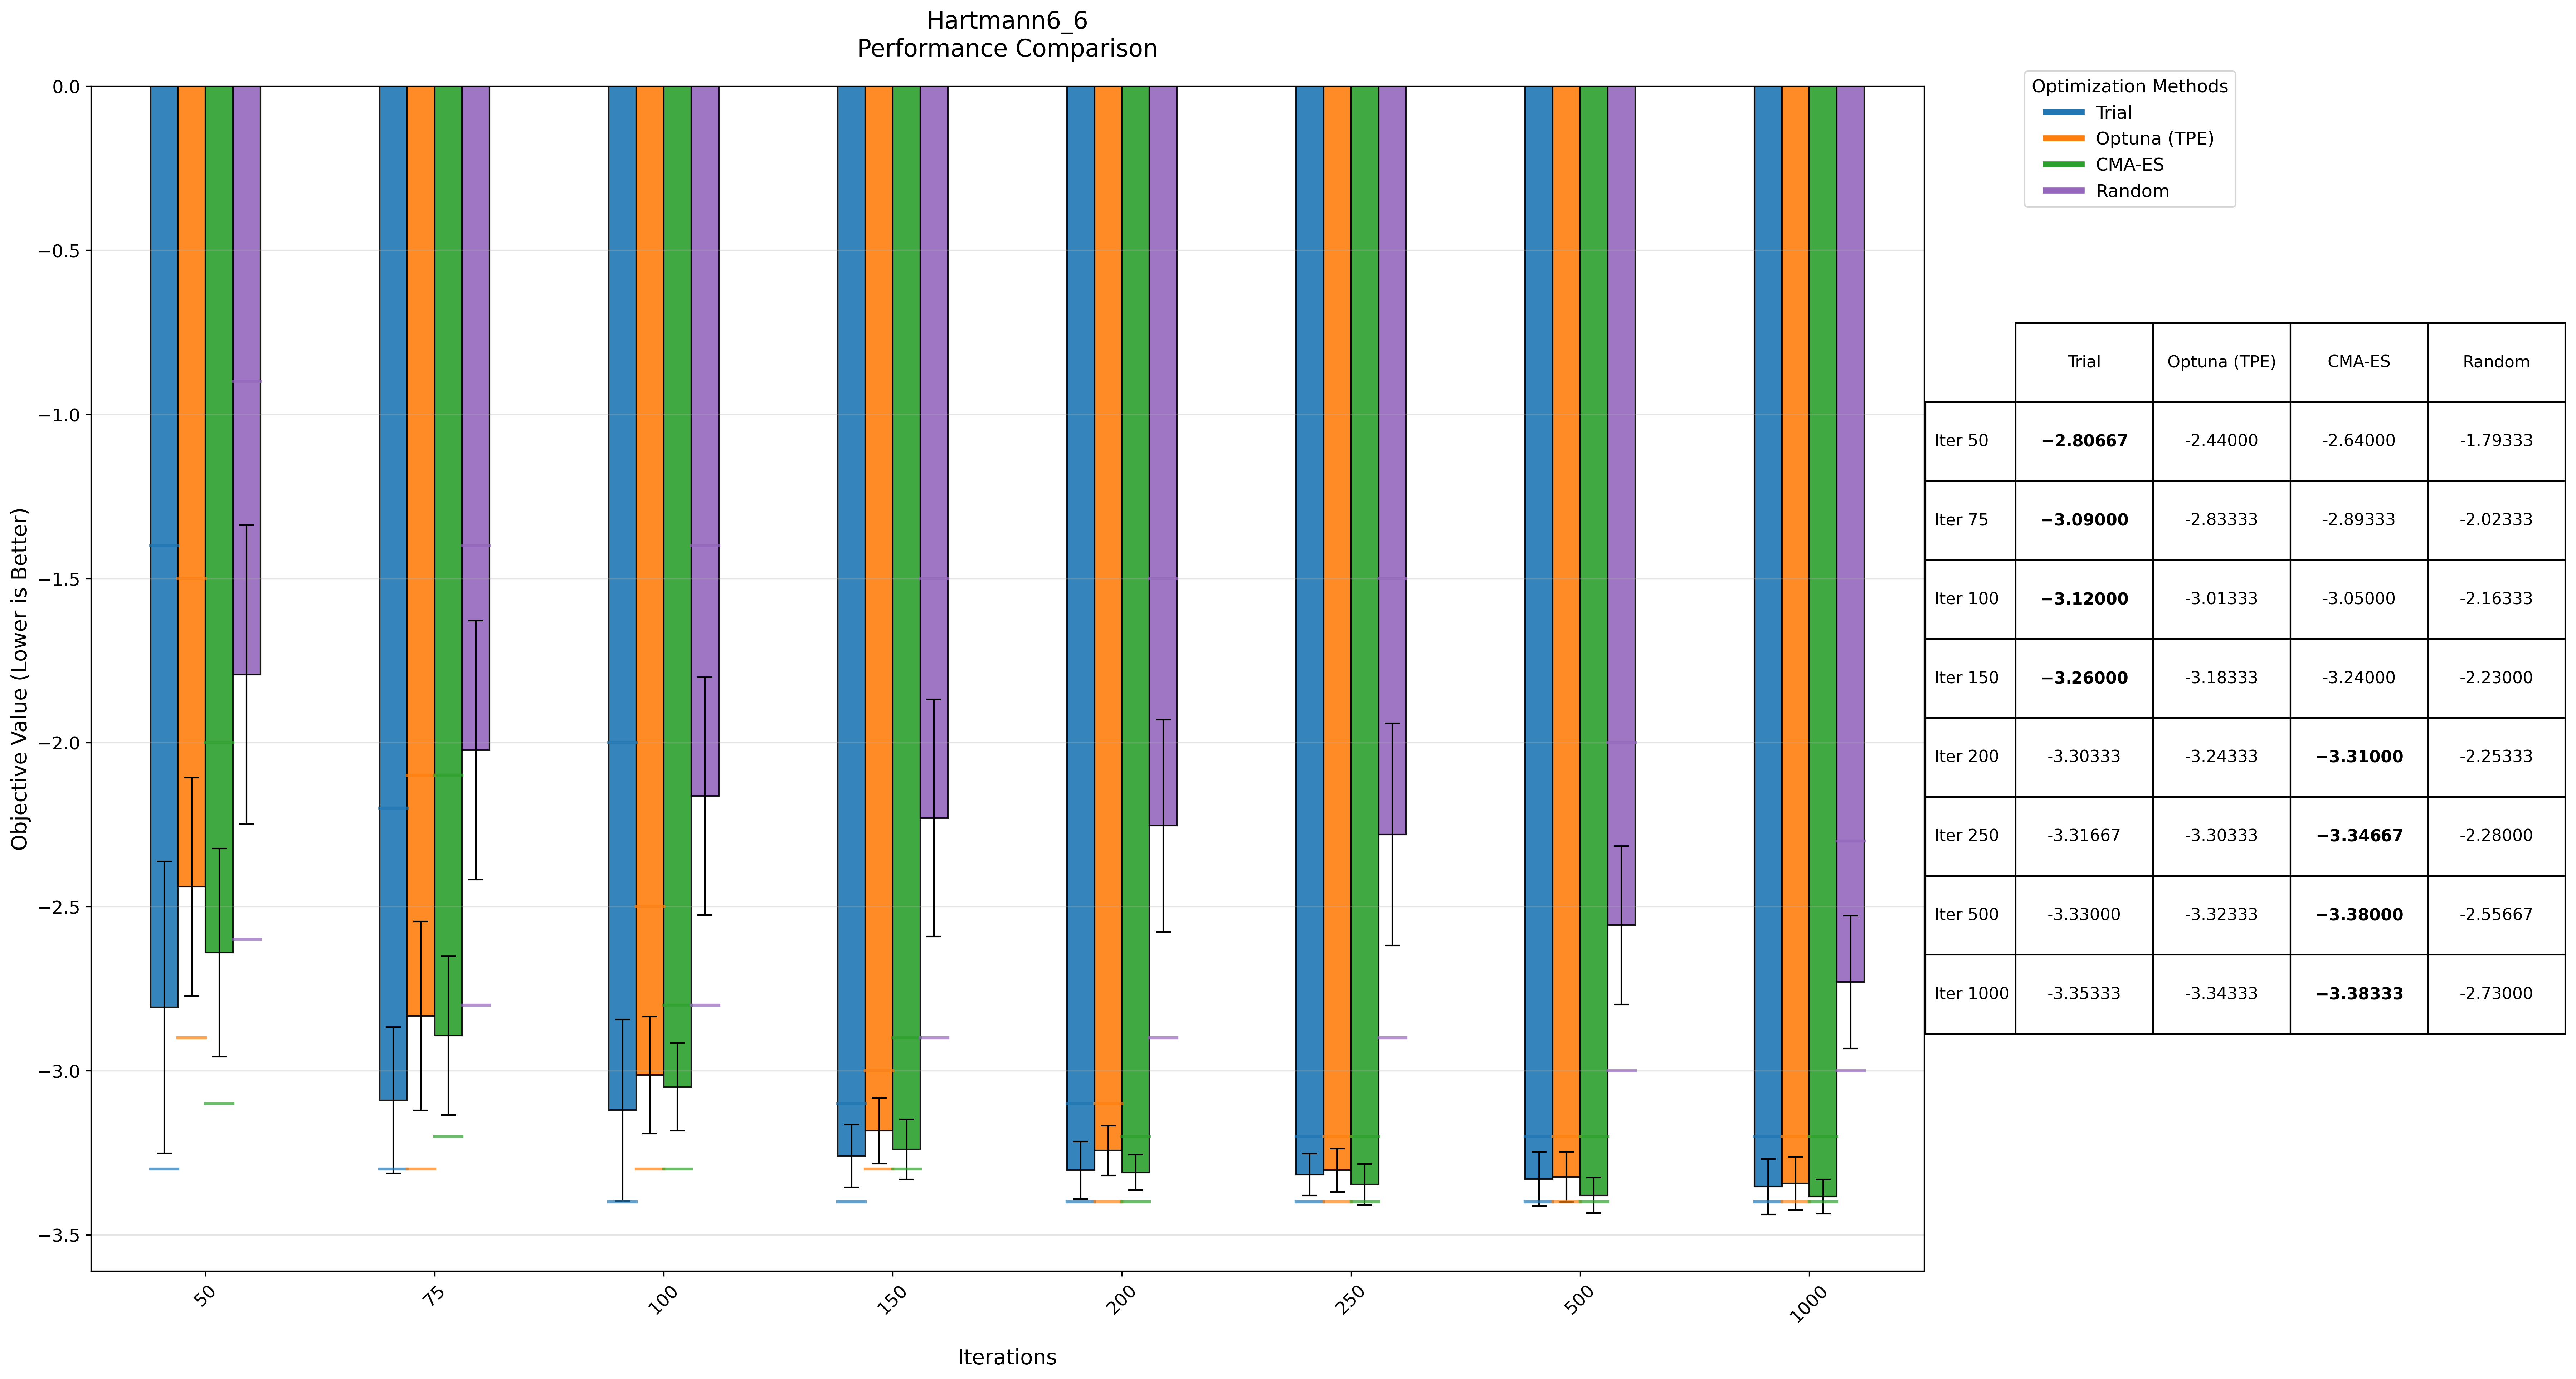 Hartmann6_6
Performance Comparison
Objective Value (Lower is Better)
0.0
−0.5
−1.0
−1.5
−2.0
−2.5
−3.0
−3.5
50
75
100
150
200
250
500
1000
Iterations
Optimization Methods
Trial
Optuna (TPE)
CMA-ES
Random
Trial Optuna (TPE) CMA-ES Random
Iter 50 −2.80667 -2.44000 -2.64000 -1.79333
Iter 75 −3.09000 -2.83333 -2.89333 -2.02333
Iter 100 −3.12000 -3.01333 -3.05000 -2.16333
Iter 150 −3.26000 -3.18333 -3.24000 -2.23000
Iter 200 -3.30333 -3.24333 −3.31000 -2.25333
Iter 250 -3.31667 -3.30333 −3.34667 -2.28000
Iter 500 -3.33000 -3.32333 −3.38000 -2.55667
Iter 1000 -3.35333 -3.34333 −3.38333 -2.73000